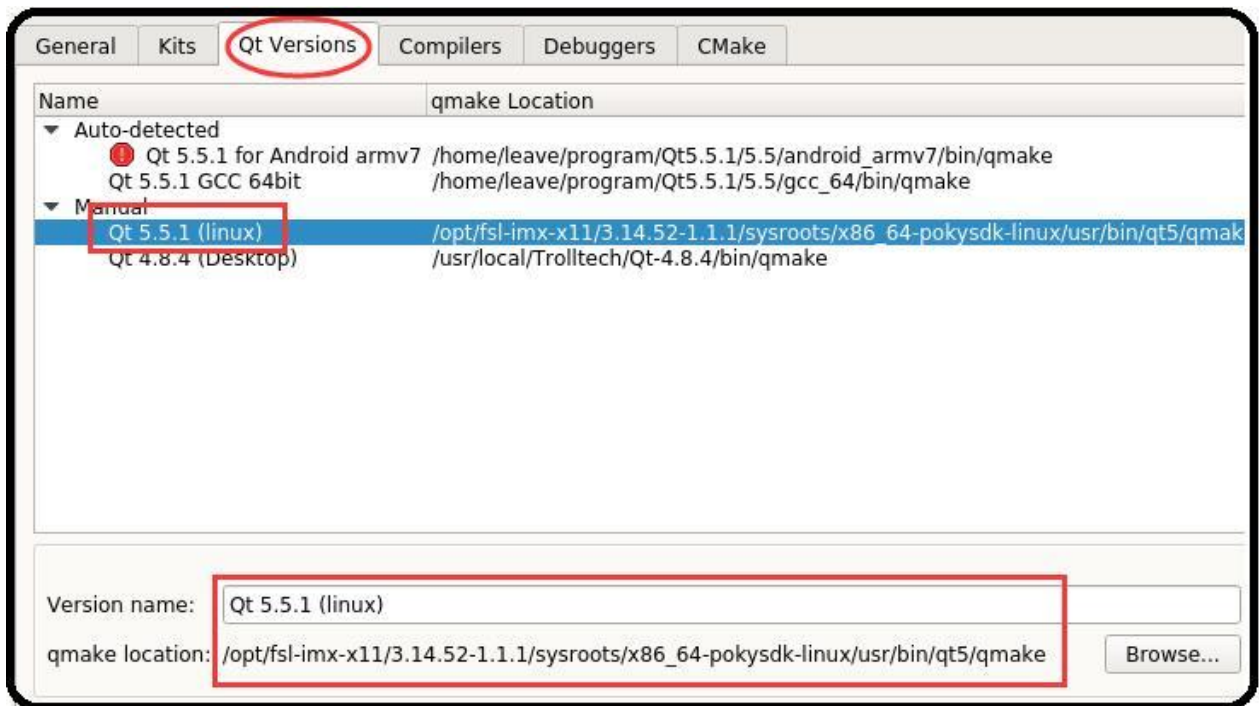 General Kits Qt Versions Compilers Debuggers CMake
Name qmake Location
Auto-detected
Qt 5.5.1 for Android armv7 /home/leave/program/Qt5.5.1/5.5/android_armv7/bin/qmake
Qt 5.5.1 GCC 64bit /home/leave/program/Qt5.5.1/5.5/gcc_64/bin/qmake
Manual
Qt 5.5.1 (linux) /opt/fsl-imx-x11/3.14.52-1.1.1/sysroots/x86_64-pokysdk-linux/usr/bin/qt5/qmak
Qt 4.8.4 (Desktop) /usr/local/Trolltech/Qt-4.8.4/bin/qmake
Version name: Qt 5.5.1 (linux)
qmake location: /opt/fsl-imx-x11/3.14.52-1.1.1/sysroots/x86_64-pokysdk-linux/usr/bin/qt5/qmake Browse...